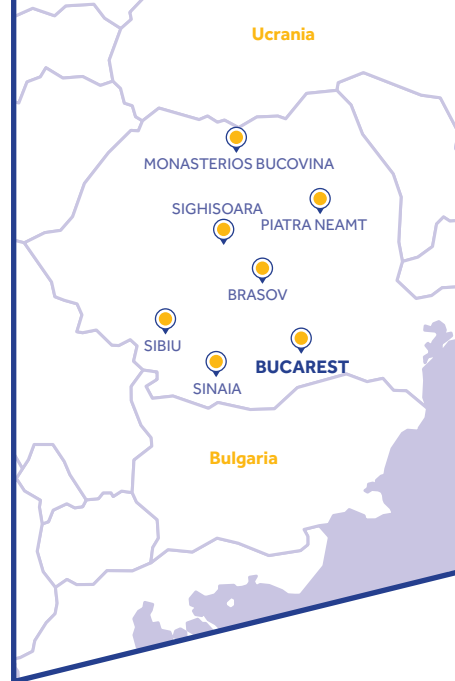 Ucrania
MONASTERIOS BUCOVINA
SIGHISOARA
PIATRA NEAMT
BRASOV
SIBIU
BUCAREST
SINAIA
Bulgaria